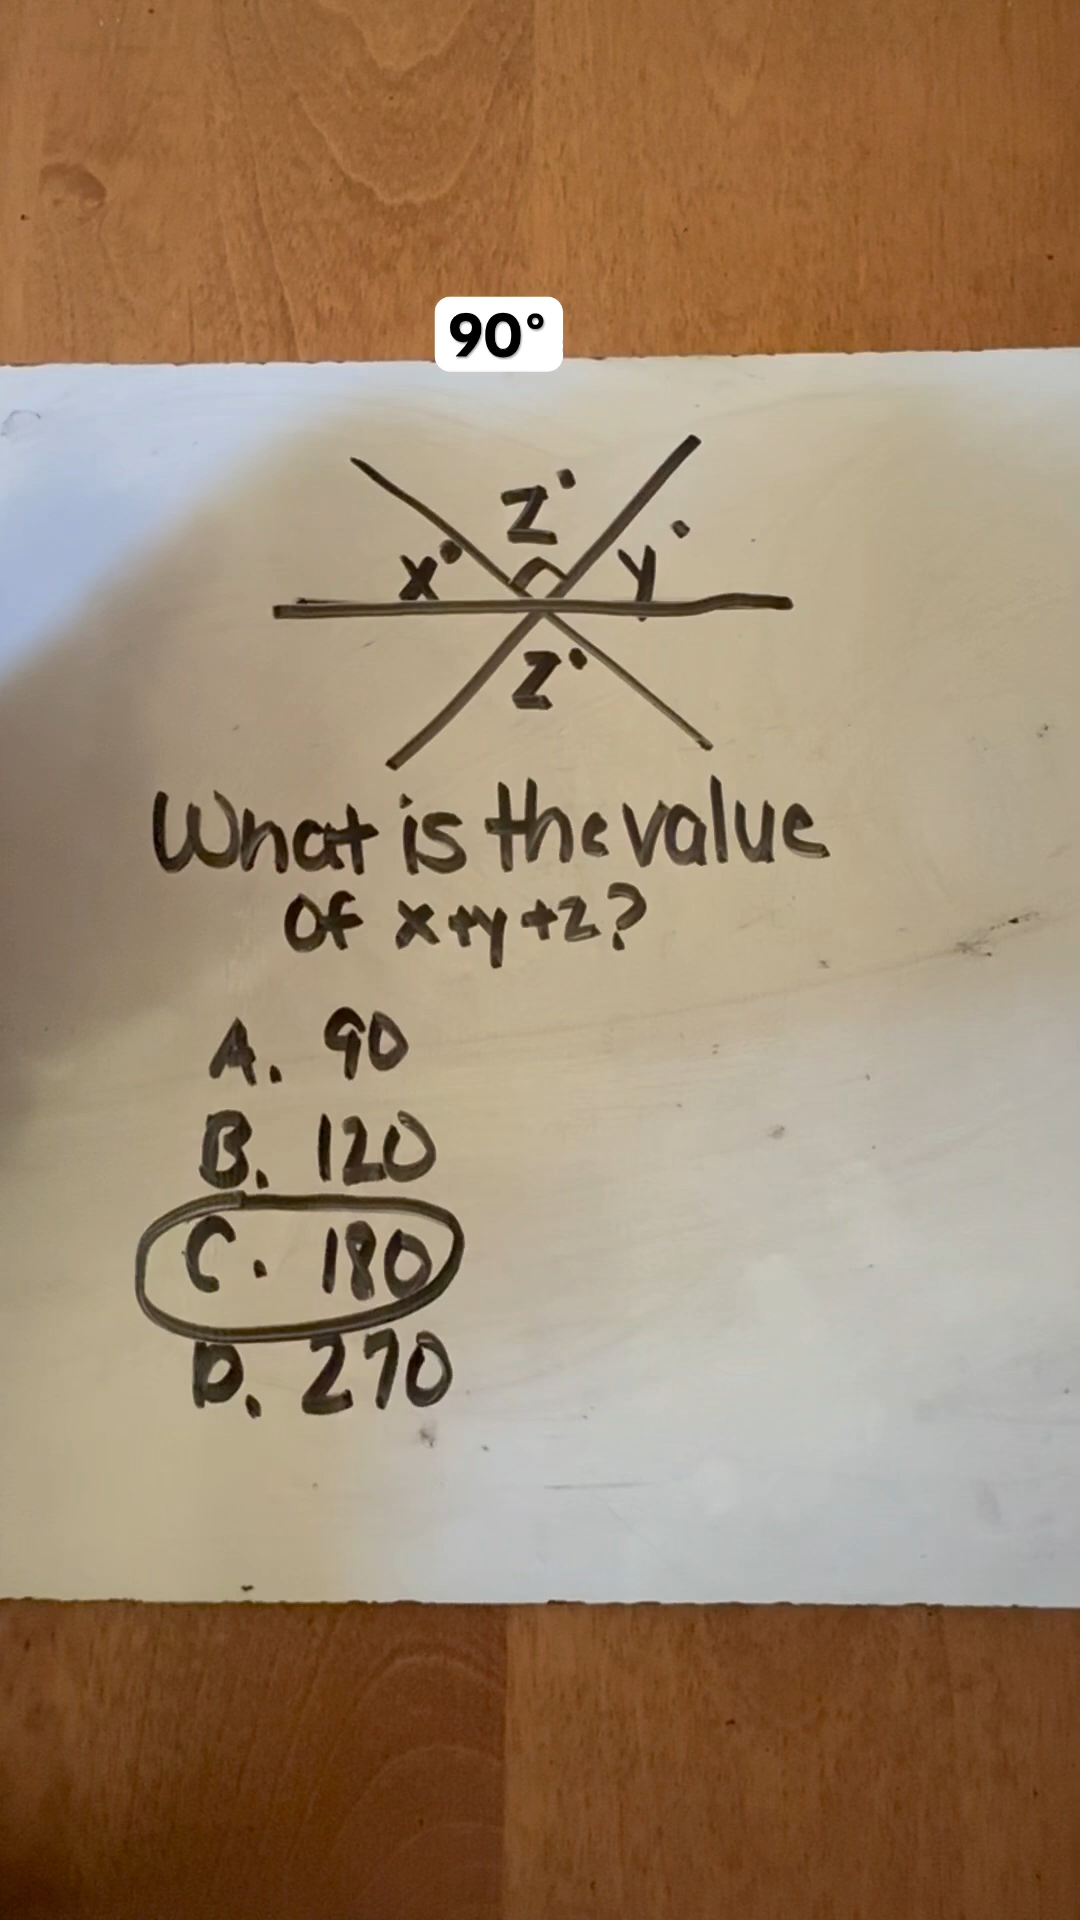 90°
z°
x° y°
z°
What is the value
of x+y+z?
A. 90
B. 120
C. 180
D. 270